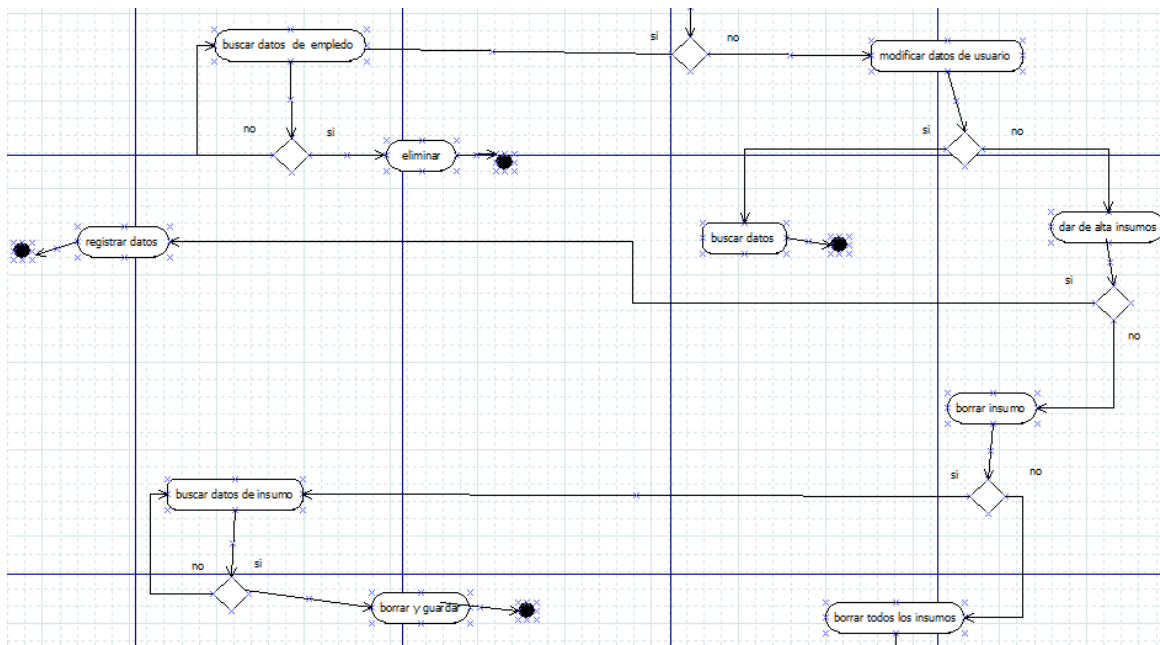 buscar datos de empledo
si
no
modificar datos de usuario
no
si
si
no
eliminar
registrar datos
buscar datos
dar de alta insumos
si
no
borrar insumo
si
no
buscar datos de insumo
no
si
borrar y guardar
borrar todos los insumos